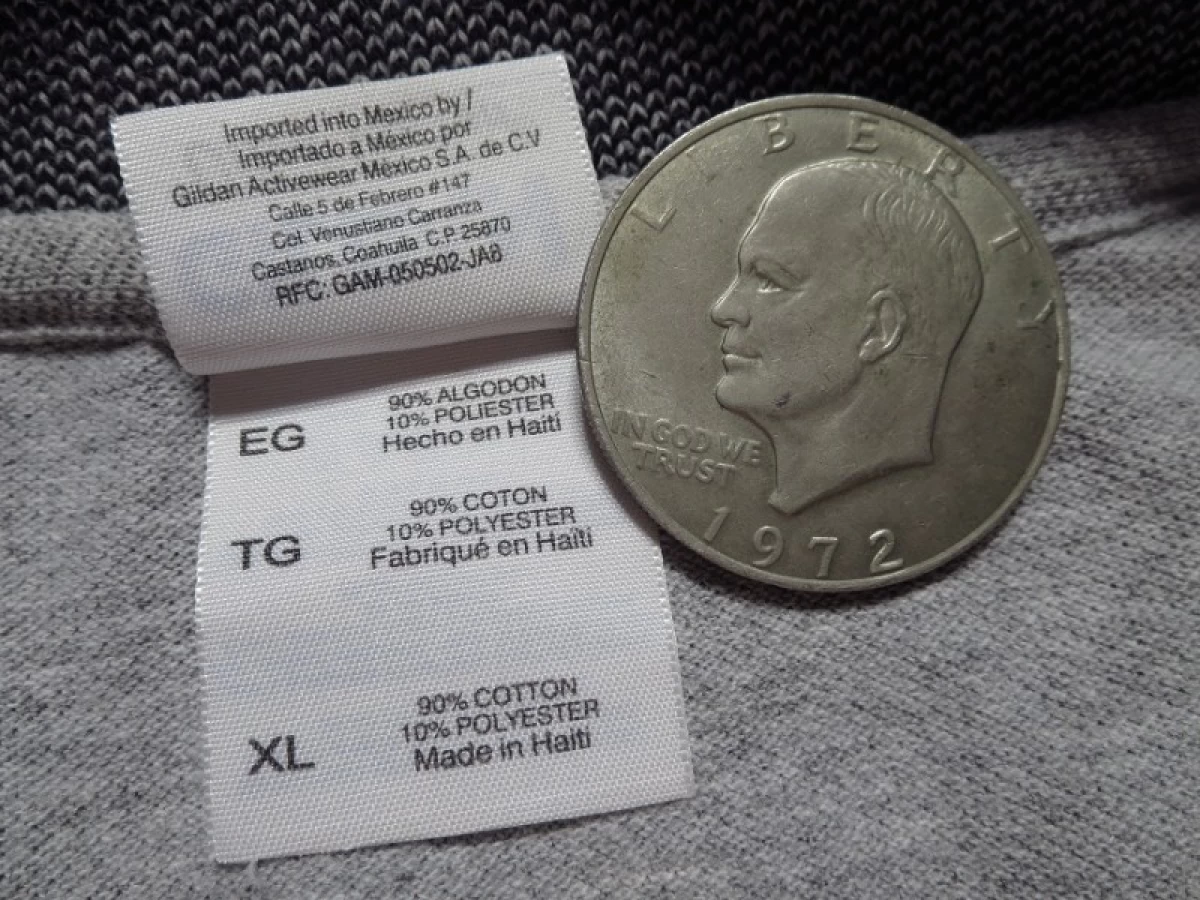 Imported into Mexico by /
Importado a México por
Gildan Activewear México S.A. de C.V
Calle 5 de Febrero #147
Col. Venustiano Carranza
Castanos, Coahuila C.P. 25870
RFC: GAM-050502-JA8
EG
90% ALGODON
10% POLIESTER
Hecho en Haití
TG
90% COTON
10% POLYESTER
Fabriqué en Haïti
XL
90% COTTON
10% POLYESTER
Made in Haiti
LIBERTY
IN GOD WE
TRUST
1972